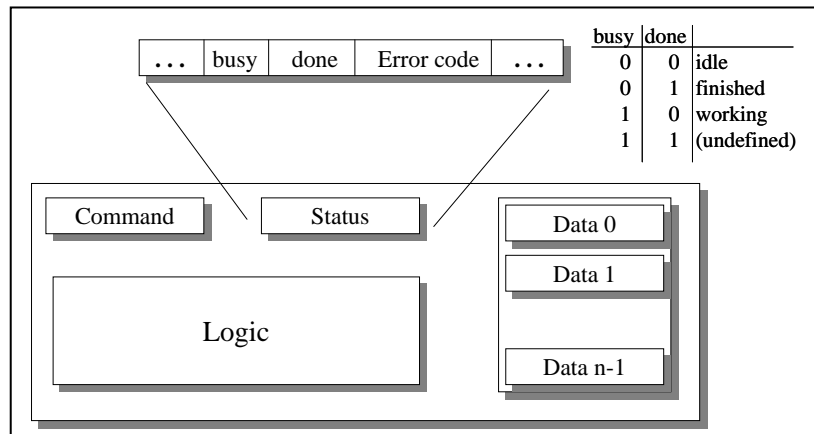 ... busy done Error code ...
busy done
0 0 idle
0 1 finished
1 0 working
1 1 (undefined)
Command Status Data 0
Data 1
Logic
Data n-1